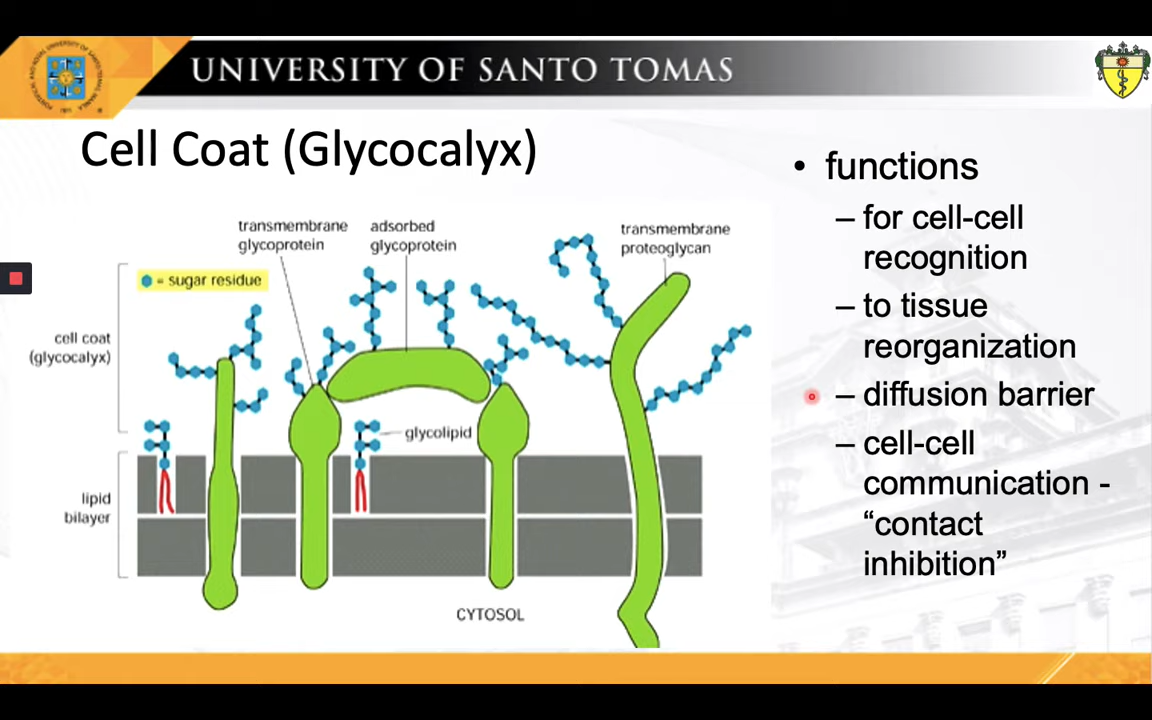 UNIVERSITY OF SANTO TOMAS
Cell Coat (Glycocalyx)
transmembrane
glycoprotein
adsorbed
glycoprotein
transmembrane
proteoglycan
= sugar residue
cell coat
(glycocalyx)
glycolipid
lipid
bilayer
CYTOSOL
• functions
– for cell-cell
recognition
– to tissue
reorganization
– diffusion barrier
– cell-cell
communication -
“contact
inhibition”